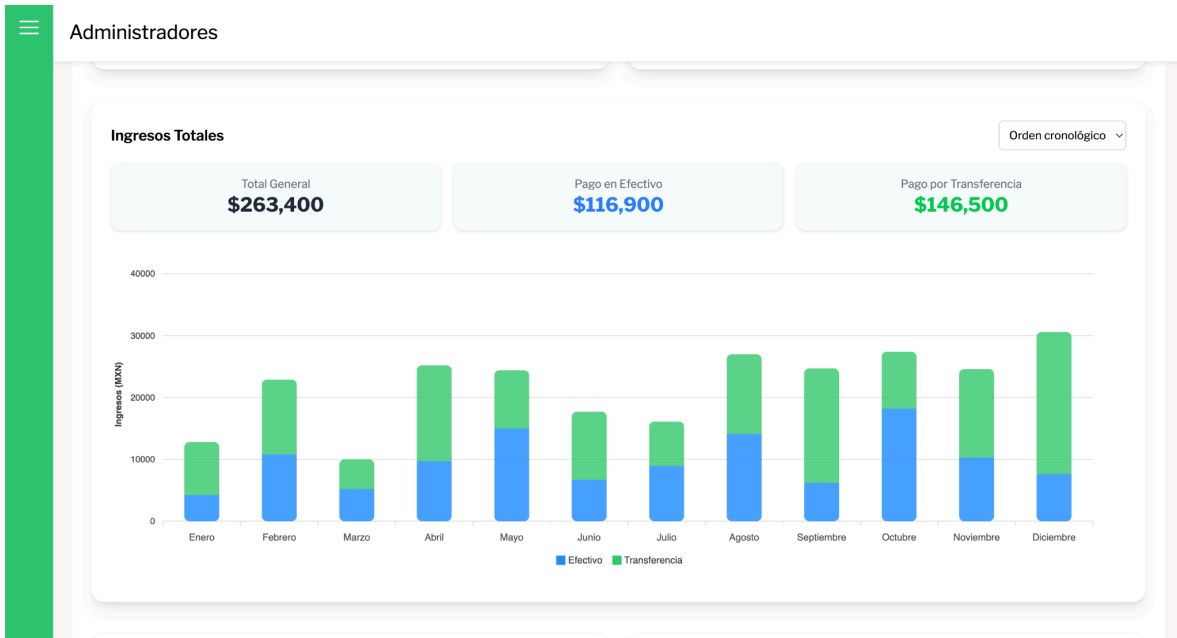 Administradores
Ingresos Totales
Orden cronológico
Total General
$263,400
Pago en Efectivo
$116,900
Pago por Transferencia
$146,500
40000
30000
20000
10000
0
Ingresos (MXN)
Enero Febrero Marzo Abril Mayo Junio Julio Agosto Septiembre Octubre Noviembre Diciembre
Efectivo Transferencia